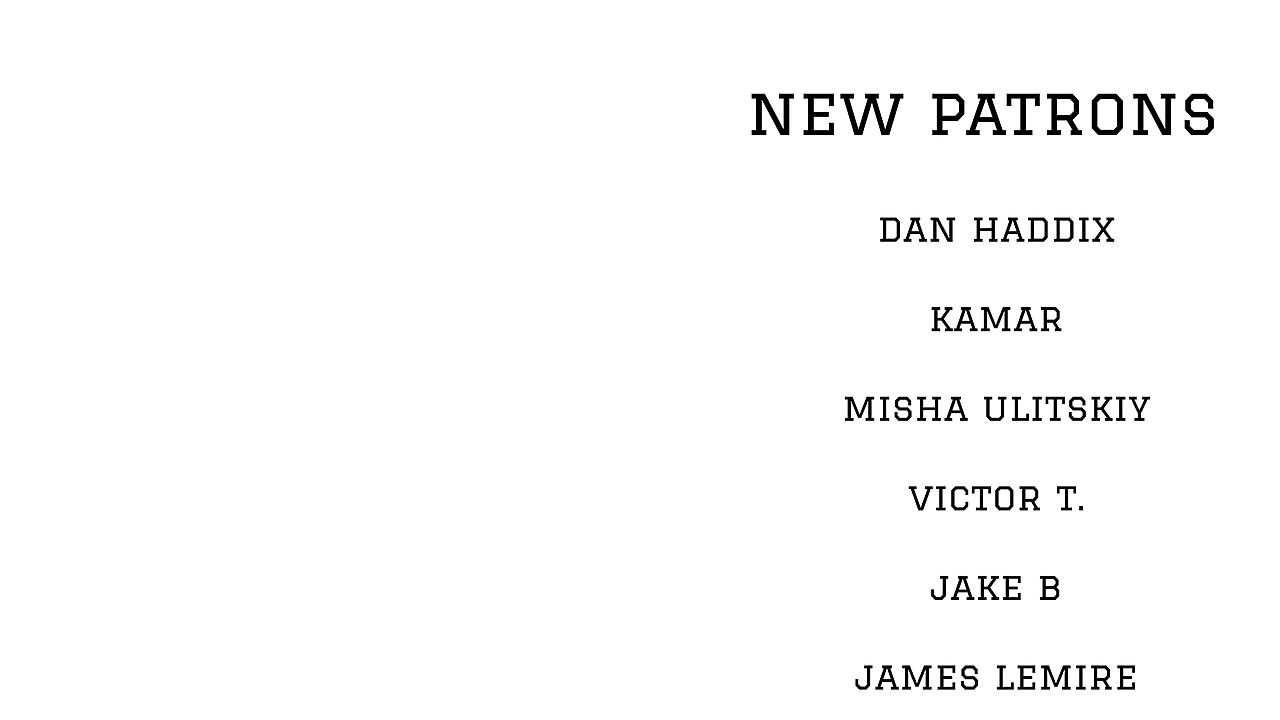 NEW PATRONS
DAN HADDIX
KAMAR
MISHA ULITSKIY
VICTOR T.
JAKE B
JAMES LEMIRE